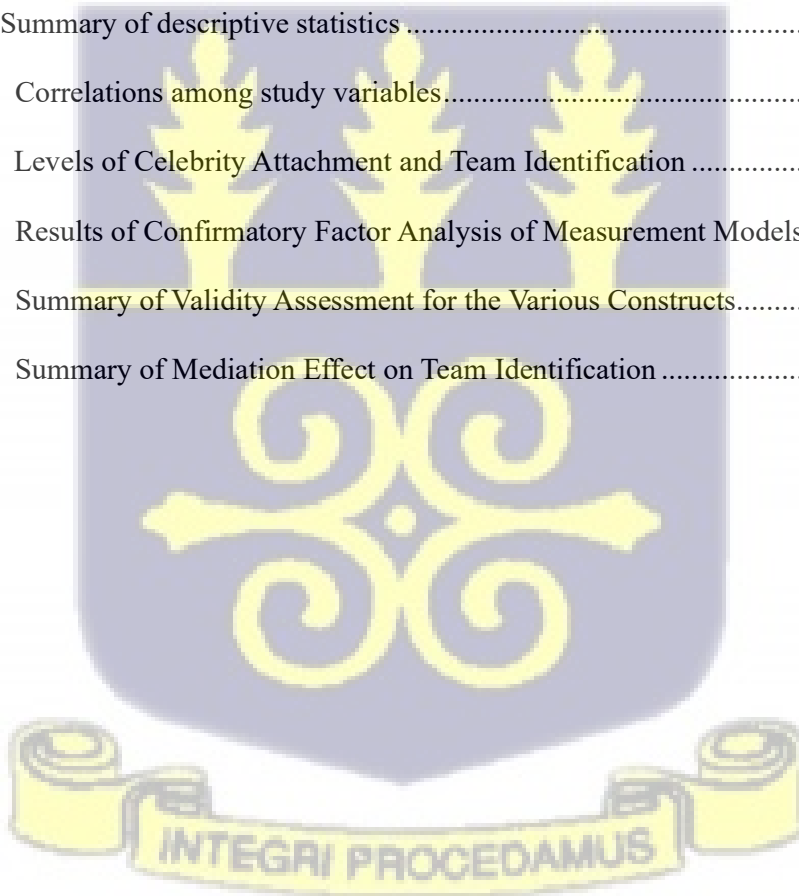 Summary of descriptive statistics ........................................
Correlations among study variables....................................
Levels of Celebrity Attachment and Team Identification ...........
Results of Confirmatory Factor Analysis of Measurement Models
Summary of Validity Assessment for the Various Constructs........
Summary of Mediation Effect on Team Identification ..............
INTEGRI PROCEDAMUS